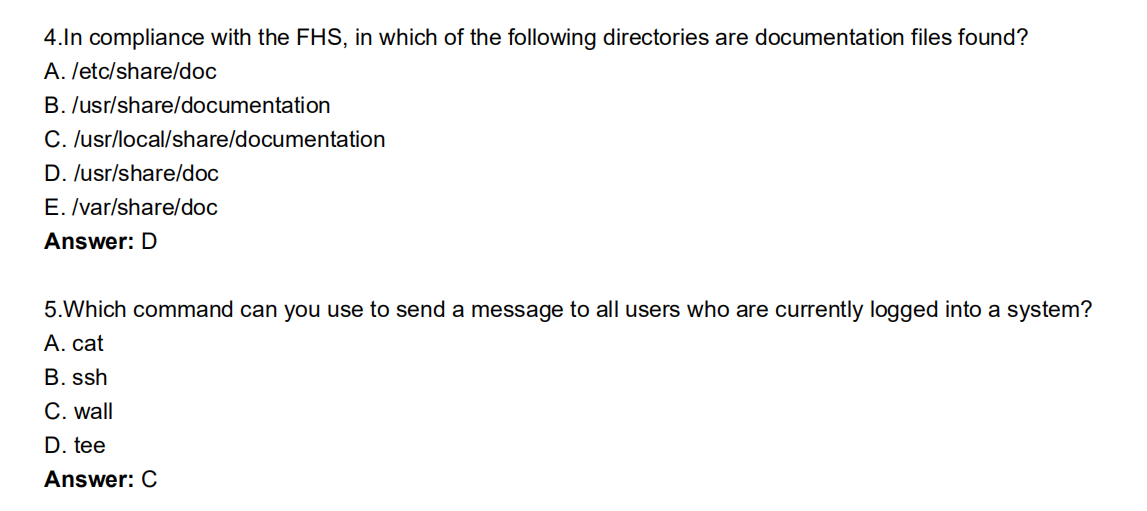 4.In compliance with the FHS, in which of the following directories are documentation files found?
A. /etc/share/doc
B. /usr/share/documentation
C. /usr/local/share/documentation
D. /usr/share/doc
E. /var/share/doc
Answer: D
5.Which command can you use to send a message to all users who are currently logged into a system?
A. cat
B. ssh
C. wall
D. tee
Answer: C